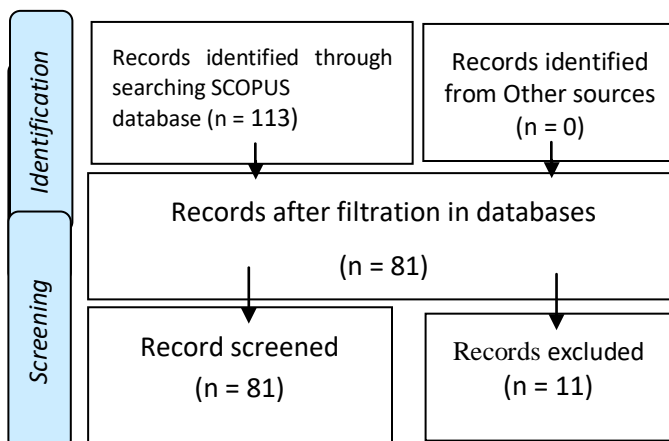 Identification
Records identified through
searching SCOPUS
database (n = 113)
Records identified
from Other sources
(n = 0)
Records after filtration in databases
(n = 81)
Screening
Record screened
(n = 81)
Records excluded
(n = 11)